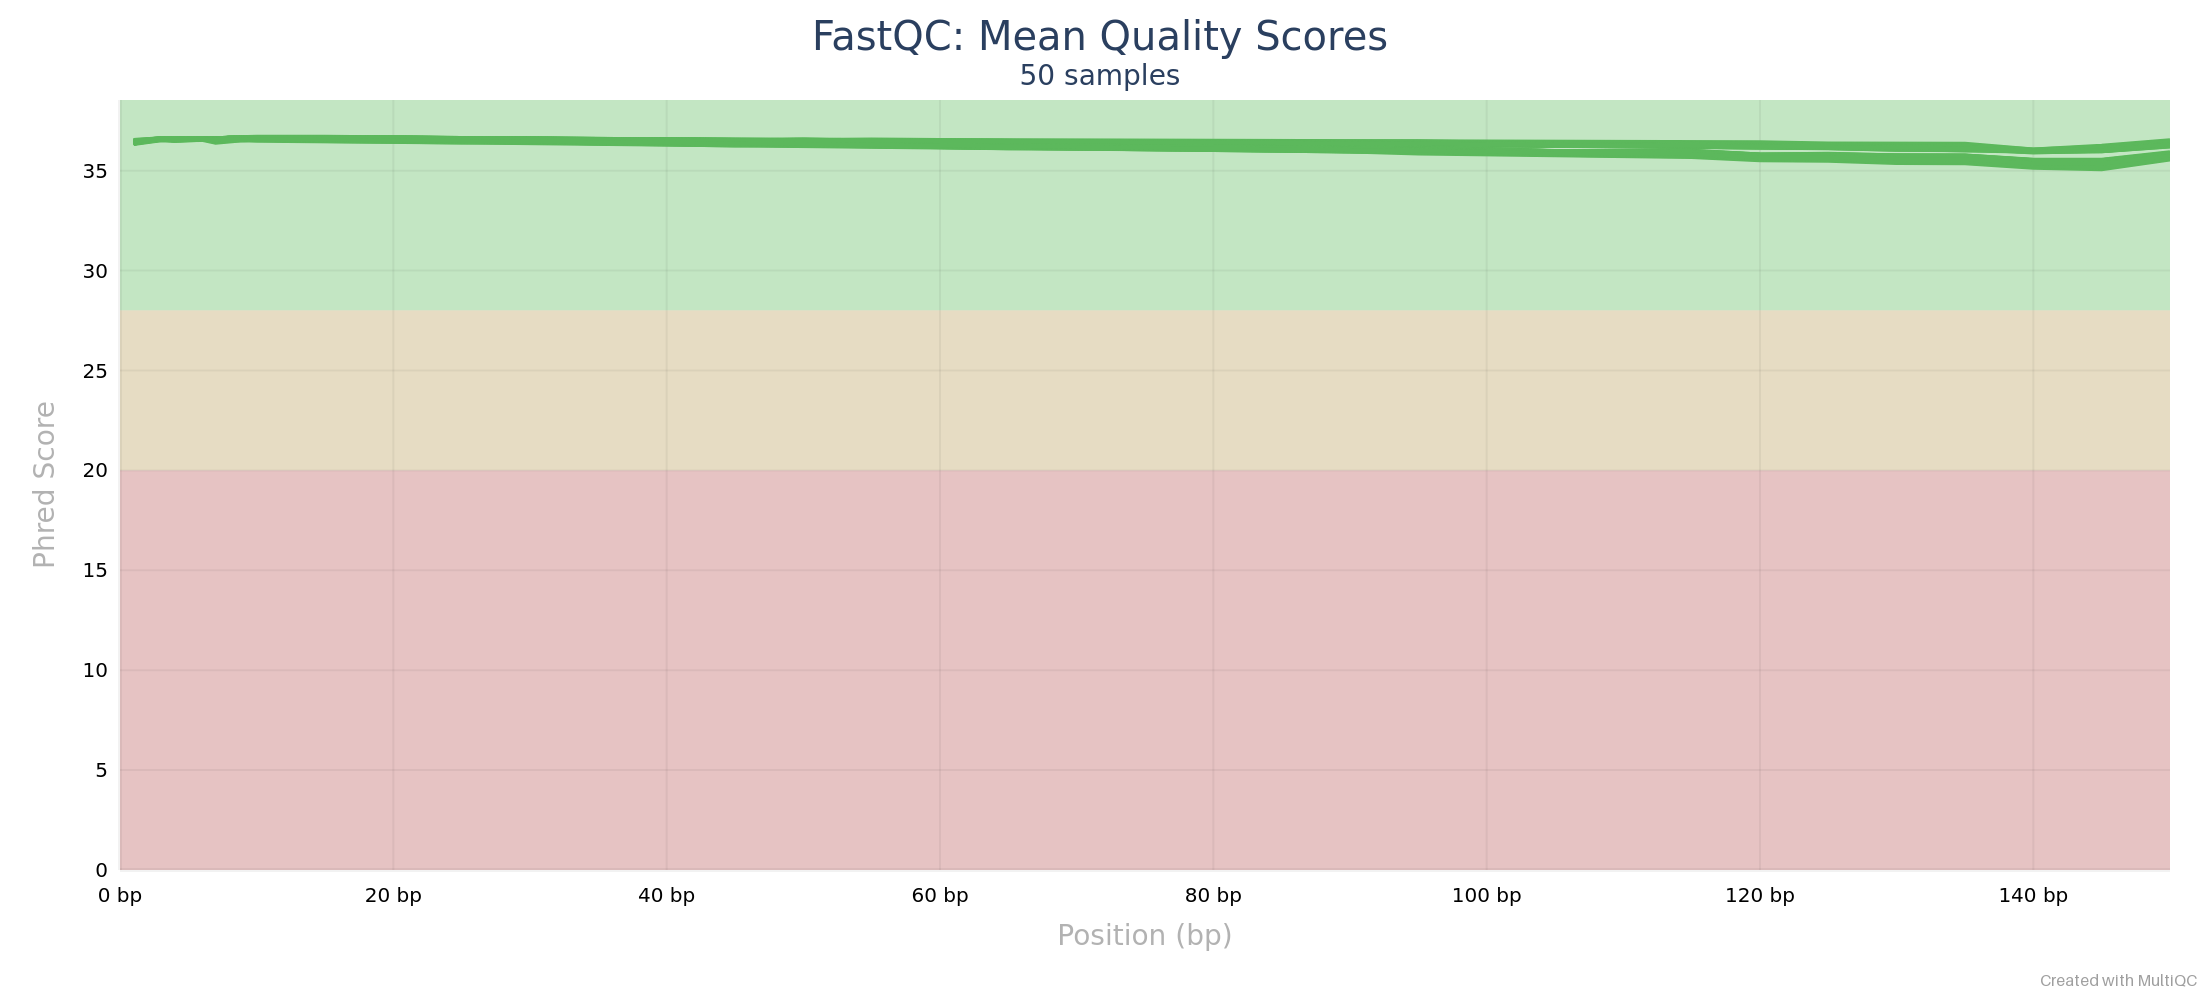 FastQC: Mean Quality Scores
50 samples
Phred Score
35
30
25
20
15
10
5
0
0 bp
20 bp
40 bp
60 bp
80 bp
100 bp
120 bp
140 bp
Position (bp)
Created with MultiQC